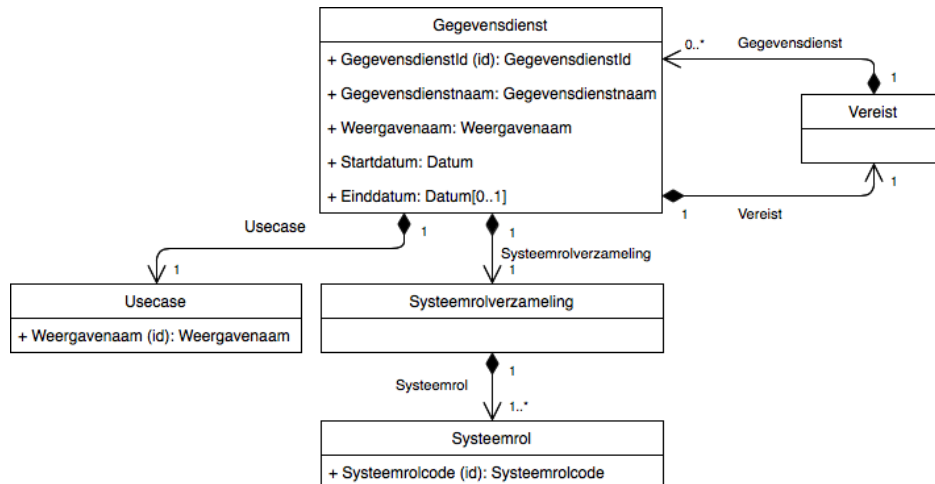 Gegevensdienst
+ GegevensdienstId (id): GegevensdienstId
+ Gegevensdienstnaam: Gegevensdienstnaam
+ Weergavenaam: Weergavenaam
+ Startdatum: Datum
+ Einddatum: Datum[0..1]
0..*
Gegevensdienst
1
Vereist
1
Vereist
1
Usecase
1
1
Systeemrolverzameling
1
1
Usecase
+ Weergavenaam (id): Weergavenaam
Systeemrolverzameling
1
Systeemrol
1..*
Systeemrol
+ Systeemrolcode (id): Systeemrolcode